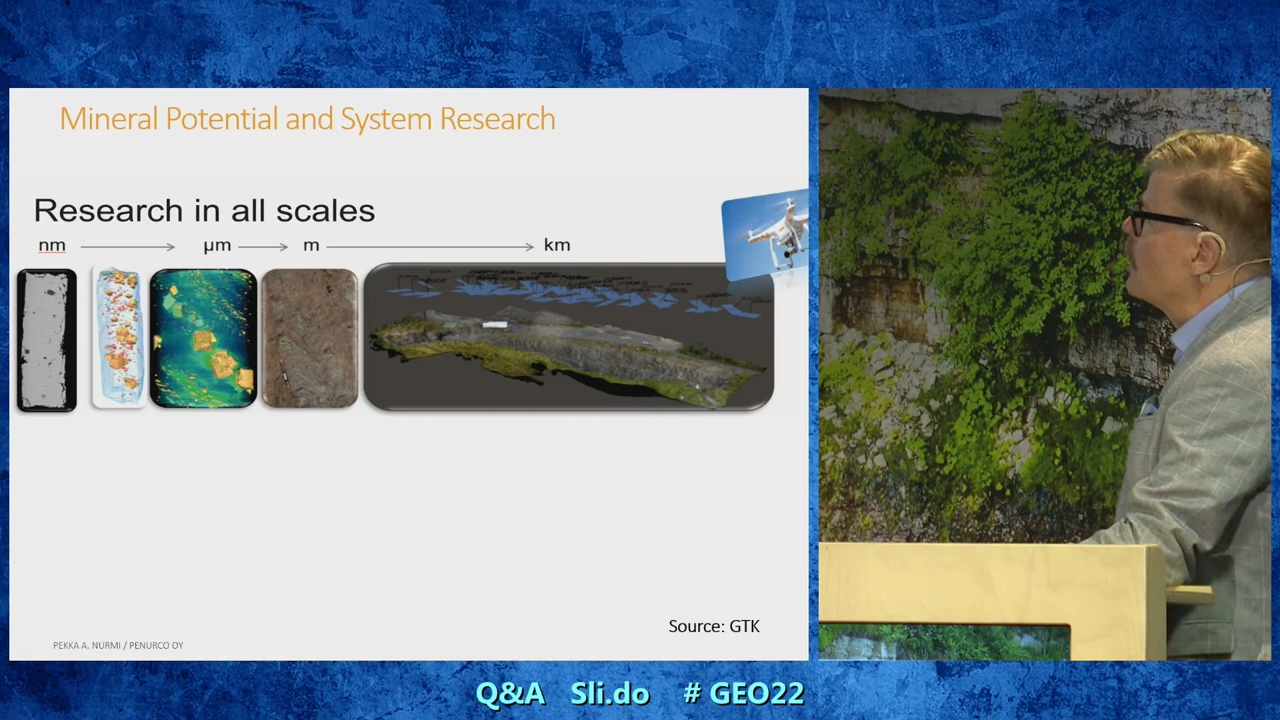 Mineral Potential and System Research
Research in all scales
nm µm m km
Source: GTK
PEKKA A. NURMI / PENURCO OY
Q&A Sli.do # GEO22